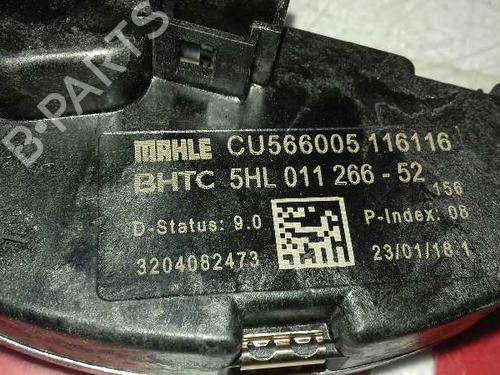 B-PARTS
MAHLE CU566005 116116
BHTC 5HL 011 266 - 52
156
D-Status: 9.0 P-Index: 08
3204082473 23/01/18 1